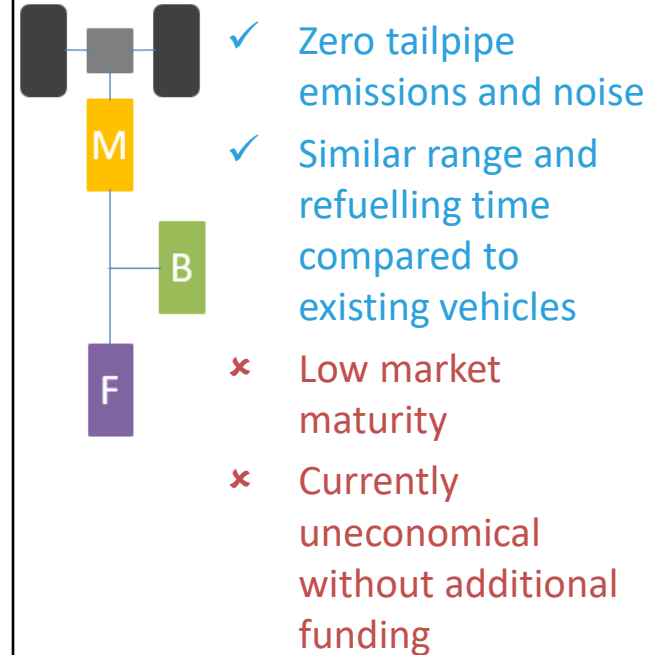 M
B
F
✓ Zero tailpipe
emissions and noise
✓ Similar range and
refuelling time
compared to
existing vehicles
× Low market
maturity
× Currently
uneconomical
without additional
funding